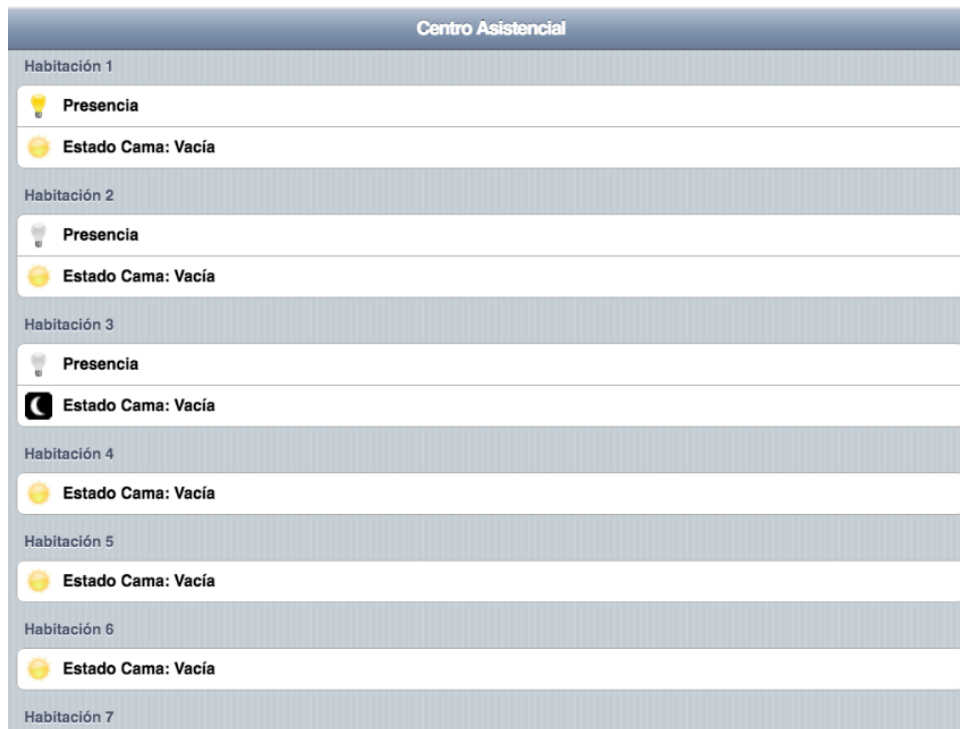 Centro Asistencial
Habitación 1
Presencia
Estado Cama: Vacía
Habitación 2
Presencia
Estado Cama: Vacía
Habitación 3
Presencia
Estado Cama: Vacía
Habitación 4
Estado Cama: Vacía
Habitación 5
Estado Cama: Vacía
Habitación 6
Estado Cama: Vacía
Habitación 7